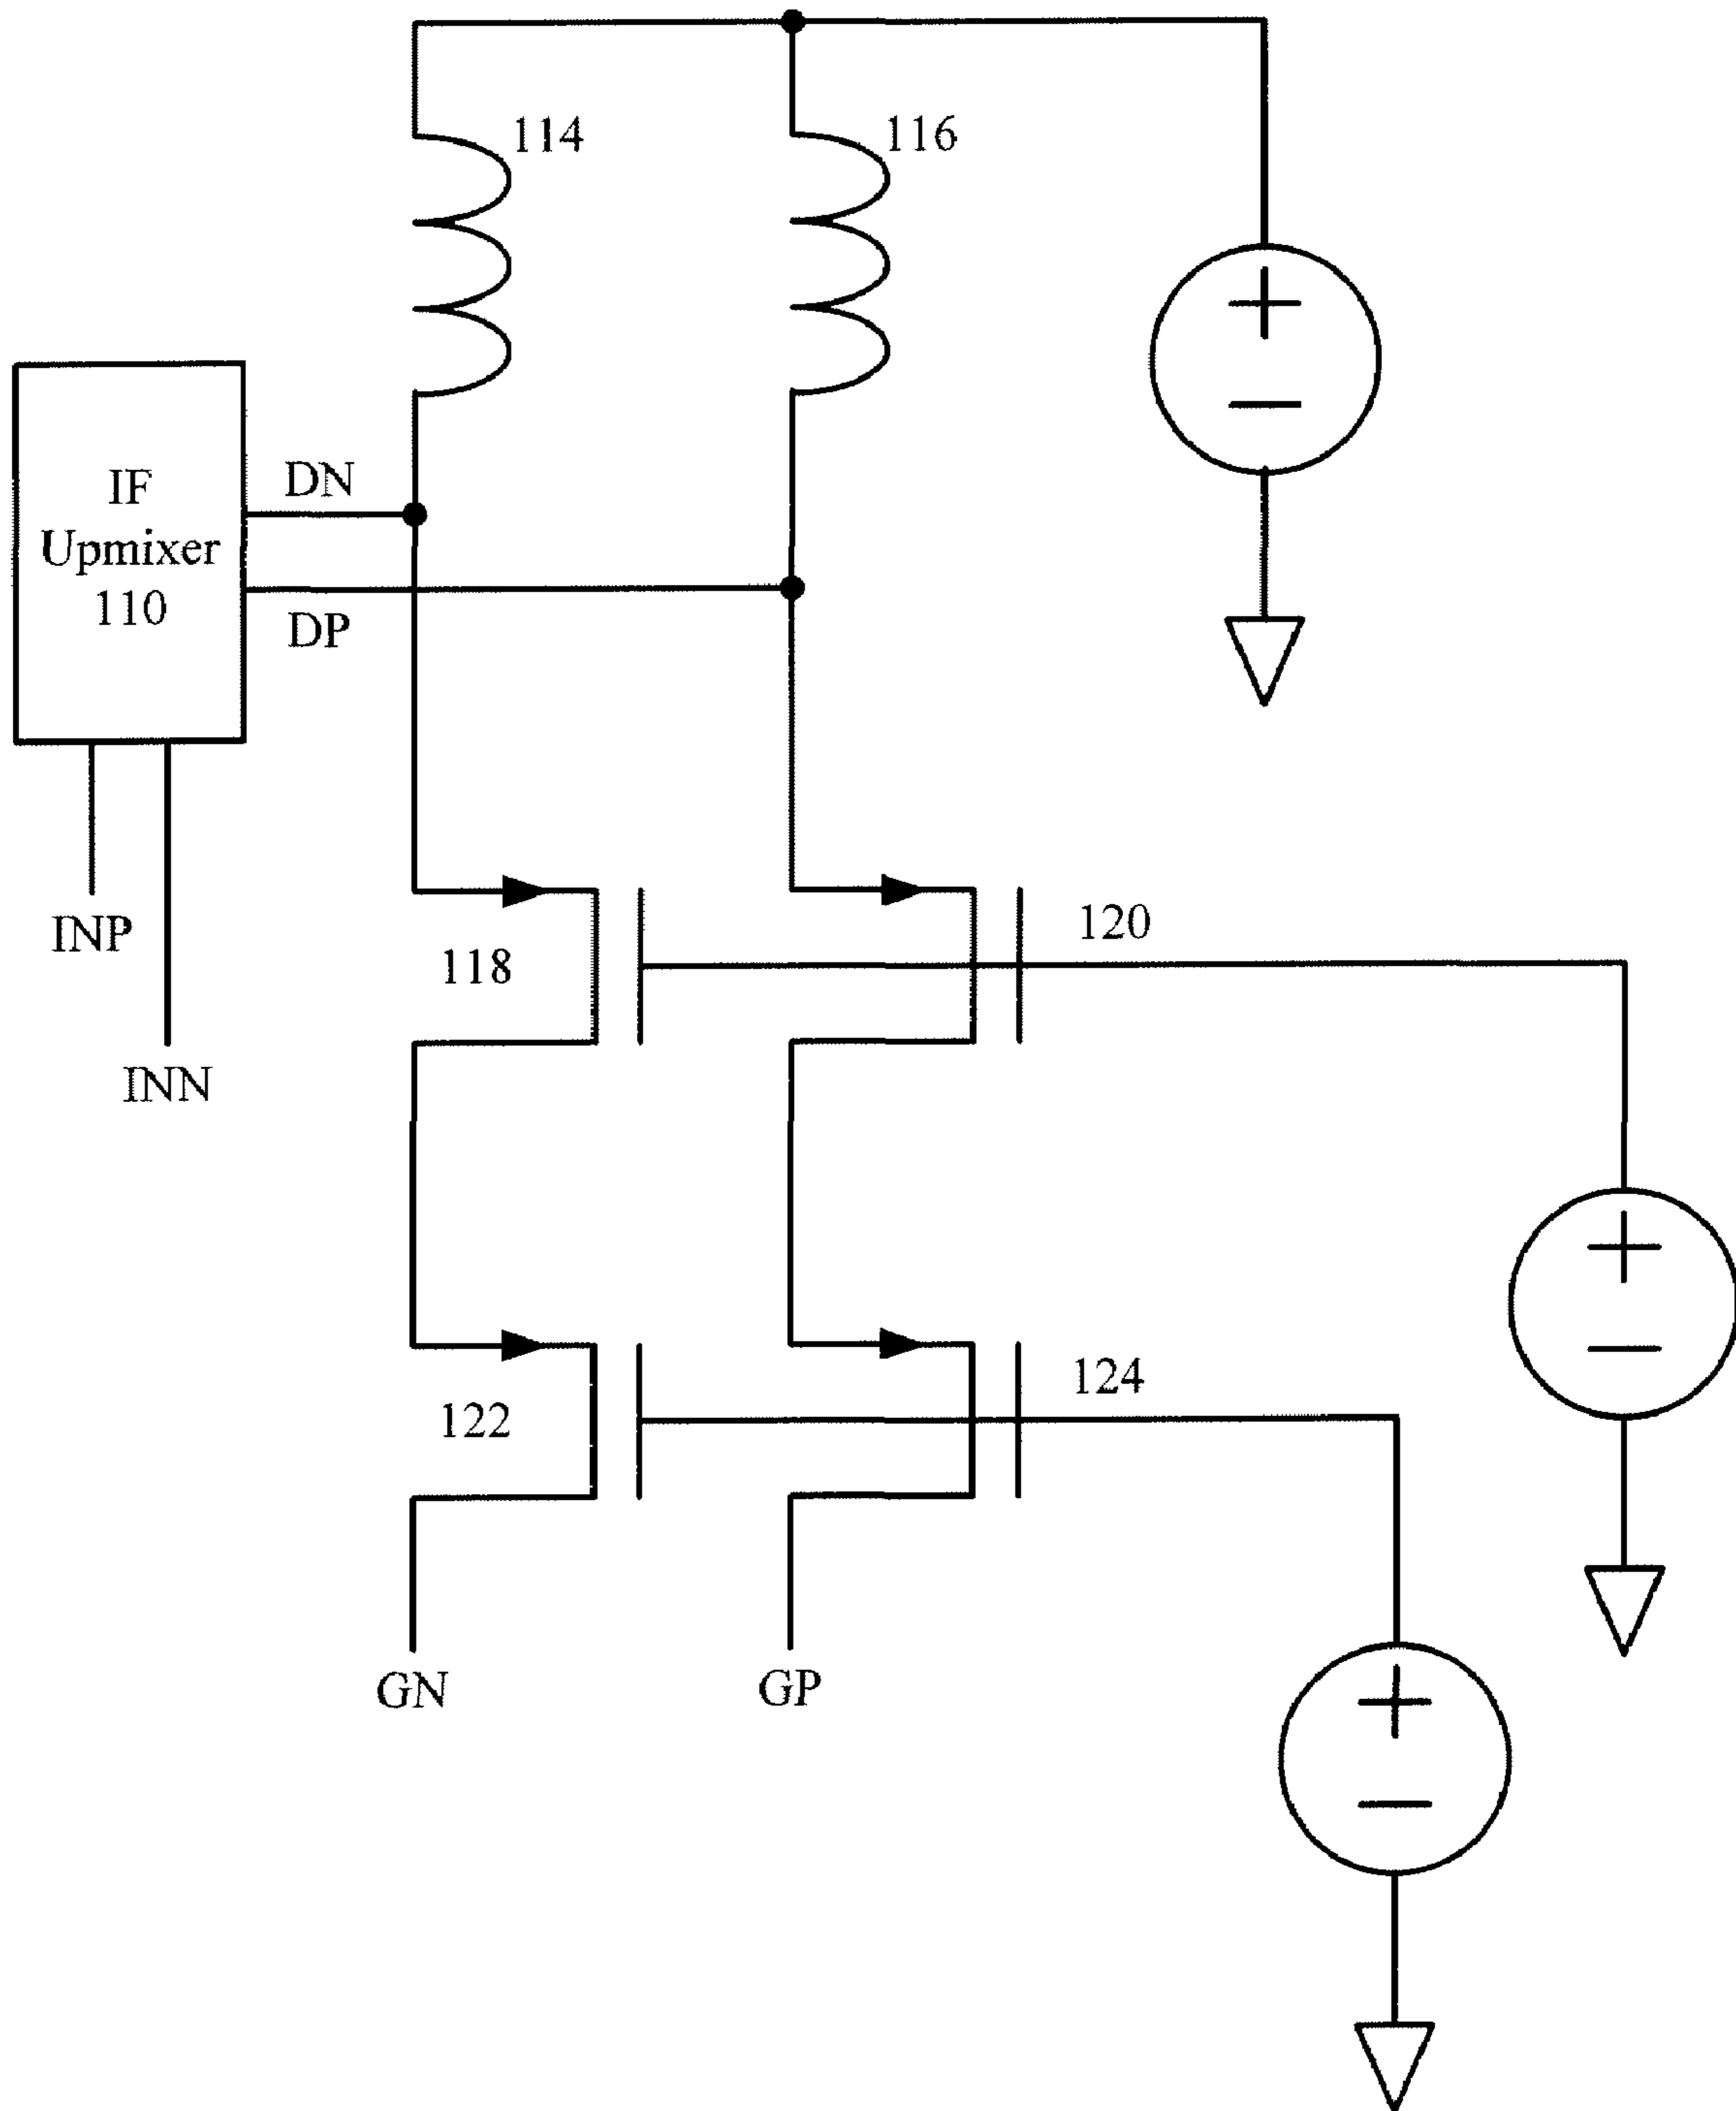 114
116
DN
IF
Upmixer
110
DP
INP
120
118
INN
124
122
GN
GP